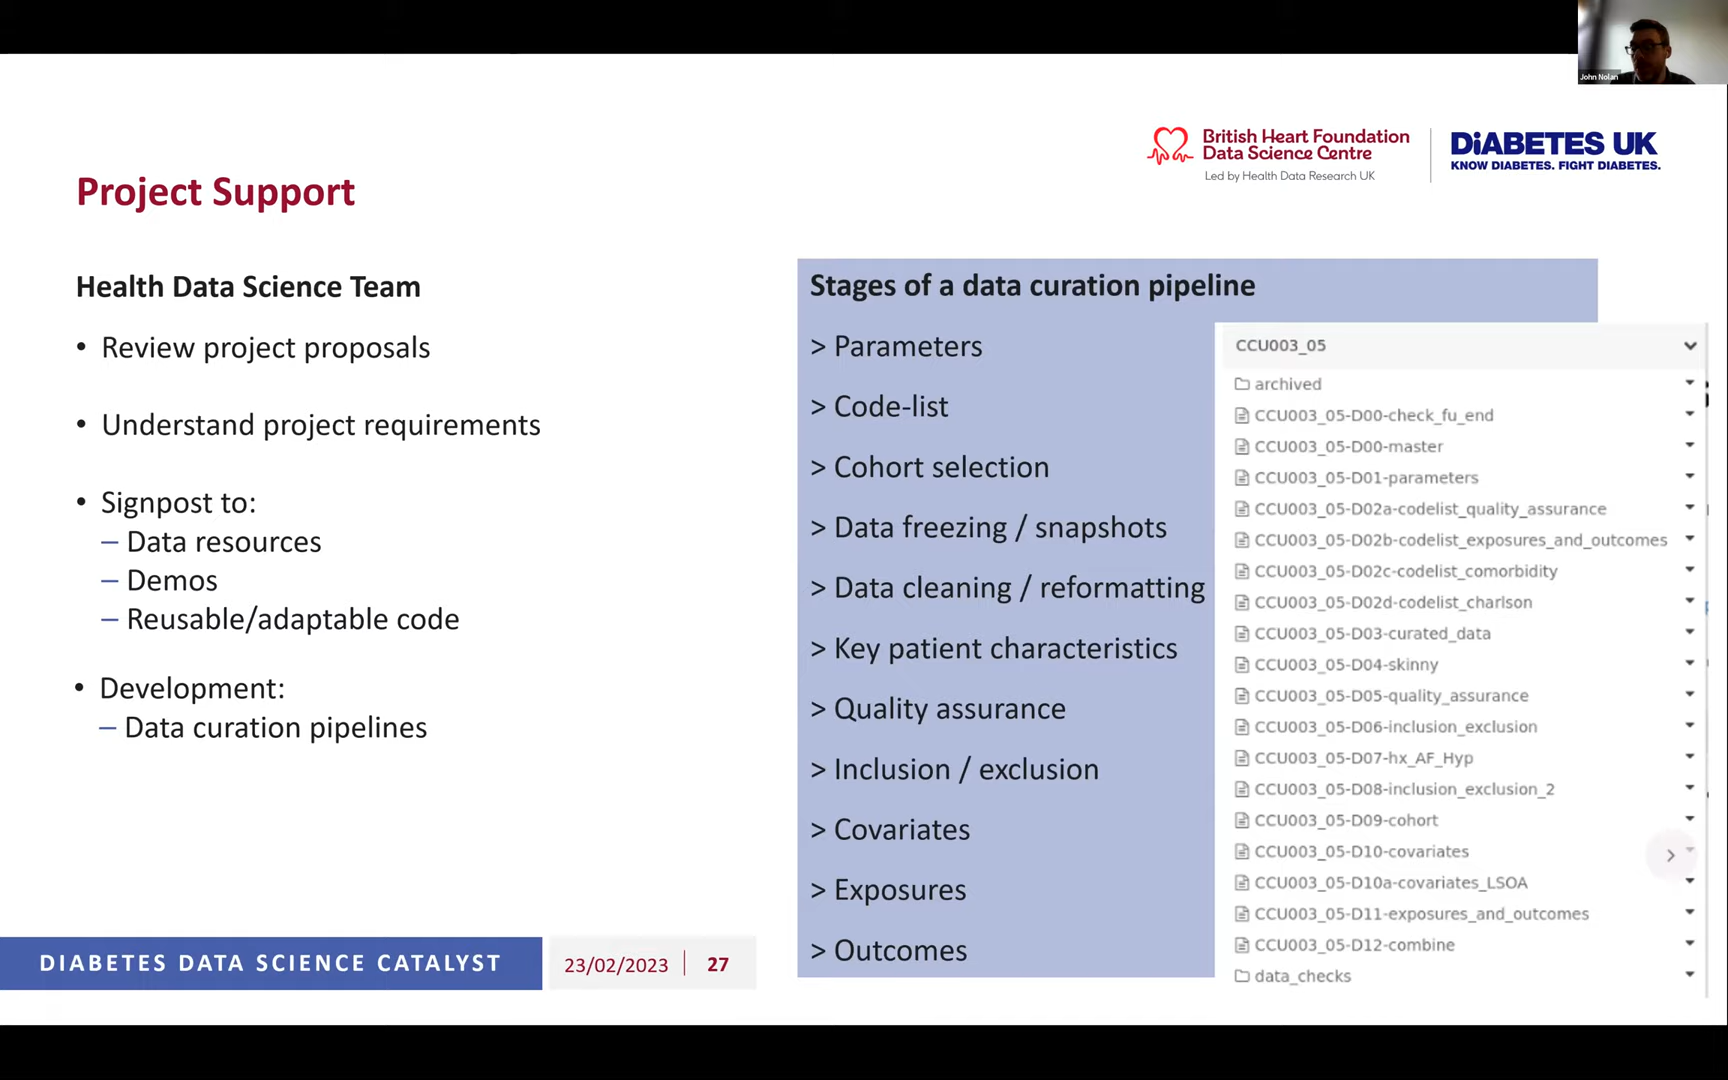 John Nolan
British Heart Foundation
Data Science Centre
Led by Health Data Research UK
DiABETES UK
KNOW DIABETES. FIGHT DIABETES.
Project Support
Health Data Science Team
• Review project proposals
• Understand project requirements
• Signpost to:
– Data resources
– Demos
– Reusable/adaptable code
• Development:
– Data curation pipelines
Stages of a data curation pipeline
> Parameters
> Code-list
> Cohort selection
> Data freezing / snapshots
> Data cleaning / reformatting
> Key patient characteristics
> Quality assurance
> Inclusion / exclusion
> Covariates
> Exposures
> Outcomes
CCU003_05
archived
CCU003_05-D00-check_fu_end
CCU003_05-D00-master
CCU003_05-D01-parameters
CCU003_05-D02a-codelist_quality_assurance
CCU003_05-D02b-codelist_exposures_and_outcomes
CCU003_05-D02c-codelist_comorbidity
CCU003_05-D02d-codelist_charlson
CCU003_05-D03-curated_data
CCU003_05-D04-skinny
CCU003_05-D05-quality_assurance
CCU003_05-D06-inclusion_exclusion
CCU003_05-D07-hx_AF_Hyp
CCU003_05-D08-inclusion_exclusion_2
CCU003_05-D09-cohort
CCU003_05-D10-covariates
CCU003_05-D10a-covariates_LSOA
CCU003_05-D11-exposures_and_outcomes
CCU003_05-D12-combine
data_checks
DIABETES DATA SCIENCE CATALYST
23/02/2023 | 27